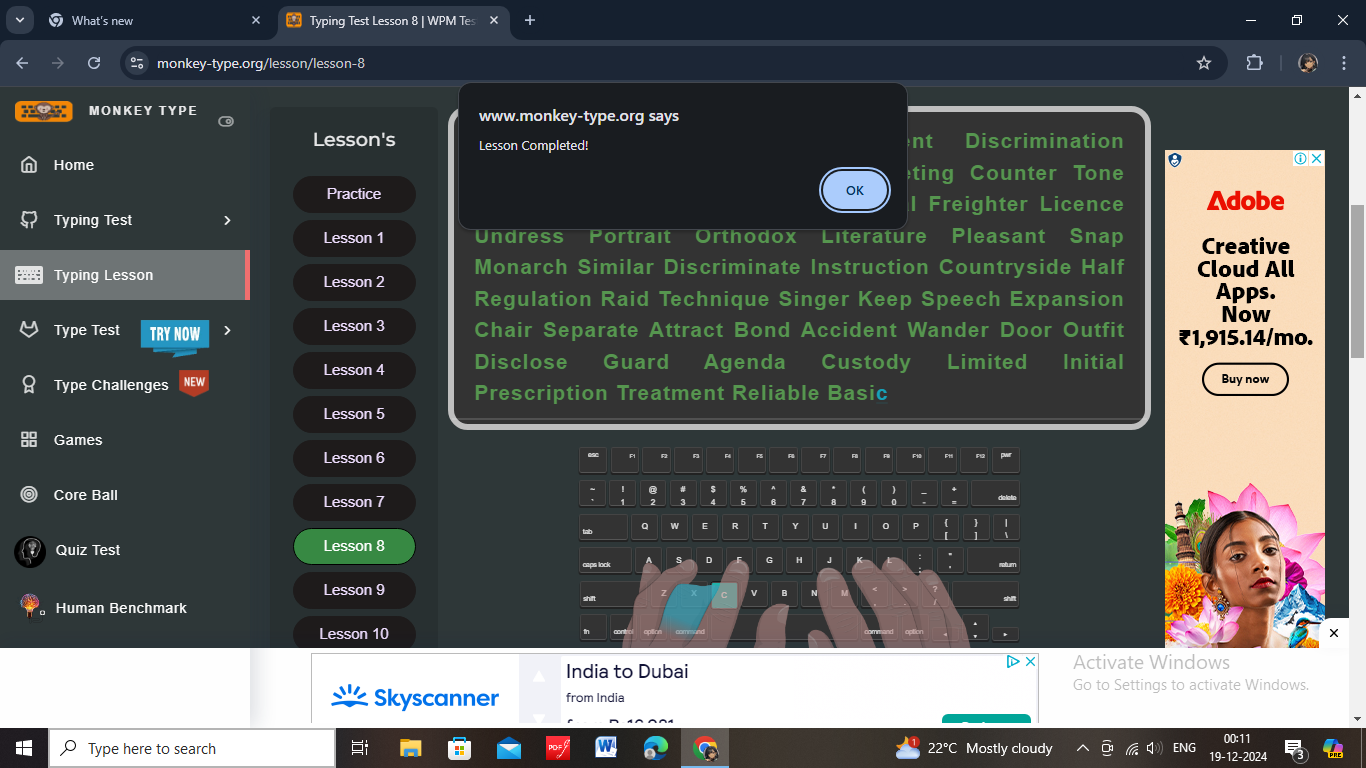 What's new
Typing Test Lesson 8 | WPM Tes
monkey-type.org/lesson/lesson-8
MONKEY TYPE
Home
Typing Test
Typing Lesson
Type Test
TRY NOW
Type Challenges
NEW
Games
Core Ball
Quiz Test
Human Benchmark
Lesson's
Practice
Lesson 1
Lesson 2
Lesson 3
Lesson 4
Lesson 5
Lesson 6
Lesson 7
Lesson 8
Lesson 9
Lesson 10
www.monkey-type.org says
Lesson Completed!
OK
Discrimination
Counter Tone
Freighter Licence
Undress Portrait Orthodox Literature Pleasant Snap
Monarch Similar Discriminate Instruction Countryside Half
Regulation Raid Technique Singer Keep Speech Expansion
Chair Separate Attract Bond Accident Wander Door Outfit
Disclose Guard Agenda Custody Limited Initial
Prescription Treatment Reliable Basic
esc F1 F2 F3 F4 F5 F6 F7 F8 F9 F10 F11 F12 pwr
~ ! @ # $ % ^ & * ( ) _ +
` 1 2 3 4 5 6 7 8 9 0 - = delete
tab Q W E R T Y U I O P { [ } ] | \
caps lock A S D F G H J K L : ; " ' return
shift Z X C V B N M < , > . ? / shift
fn control option command command option
Adobe
Creative
Cloud All
Apps.
Now
₹1,915.14/mo.
Buy now
Skyscanner
India to Dubai
from India
Activate Windows
Go to Settings to activate Windows.
Type here to search
PDF
W
1
22°C Mostly cloudy
ENG
00:11
19-12-2024
3
PRE